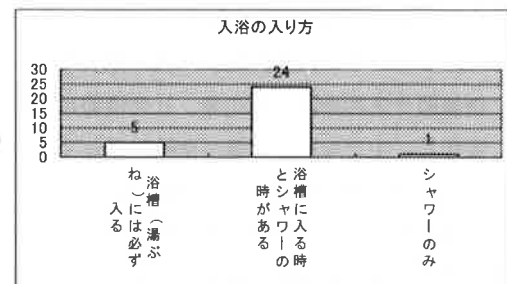 入浴の入り方
30
25
20
15
10
5
0
5
24
1
浴槽（湯ぶ
ね）には必ず
入る
浴槽に入る時
とシャワーの
時がある
シャワーのみ